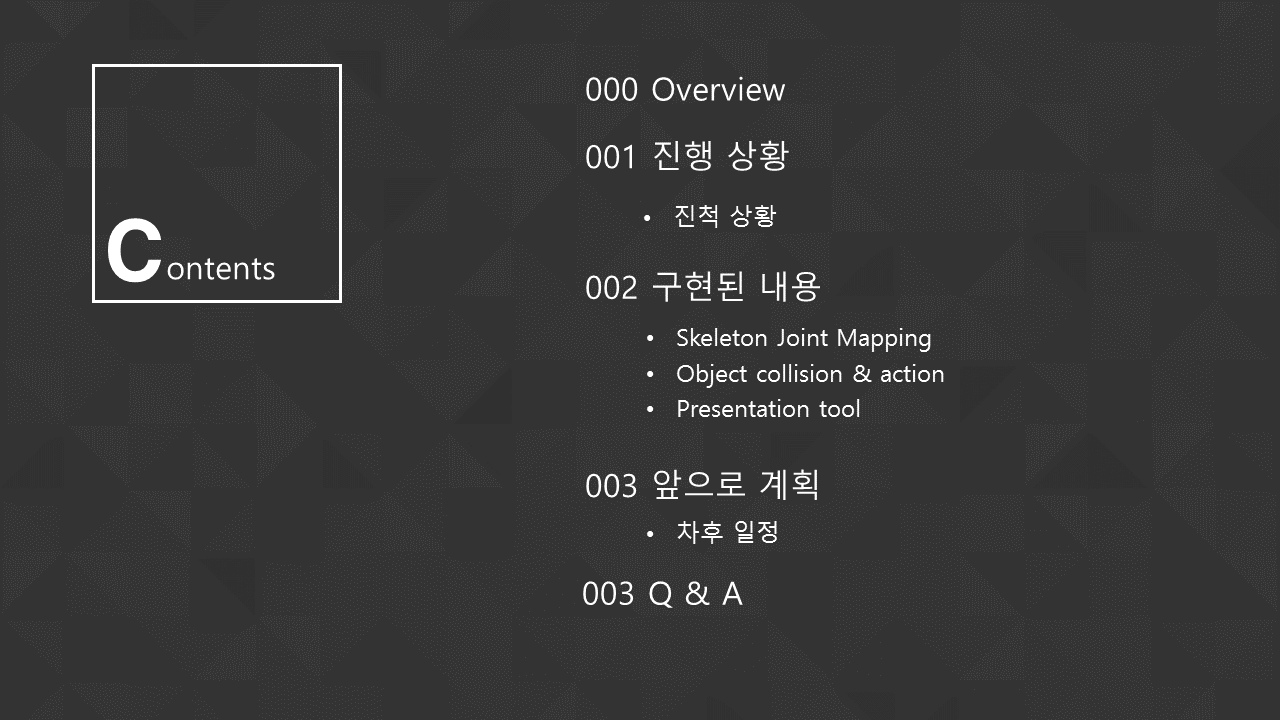 Contents
000 Overview
001 진행 상황
• 진척 상황
002 구현된 내용
• Skeleton Joint Mapping
• Object collision & action
• Presentation tool
003 앞으로 계획
• 차후 일정
003 Q & A